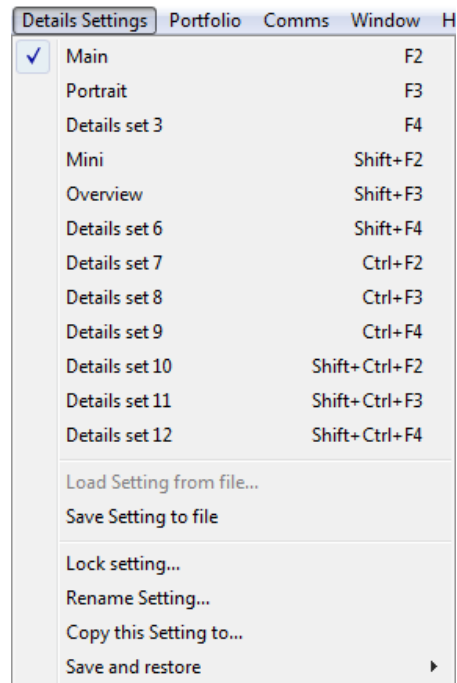 Details Settings Portfolio Comms Window H
Main F2
Portrait F3
Details set 3 F4
Mini Shift+F2
Overview Shift+F3
Details set 6 Shift+F4
Details set 7 Ctrl+F2
Details set 8 Ctrl+F3
Details set 9 Ctrl+F4
Details set 10 Shift+Ctrl+F2
Details set 11 Shift+Ctrl+F3
Details set 12 Shift+Ctrl+F4
Load Setting from file...
Save Setting to file
Lock setting...
Rename Setting...
Copy this Setting to...
Save and restore